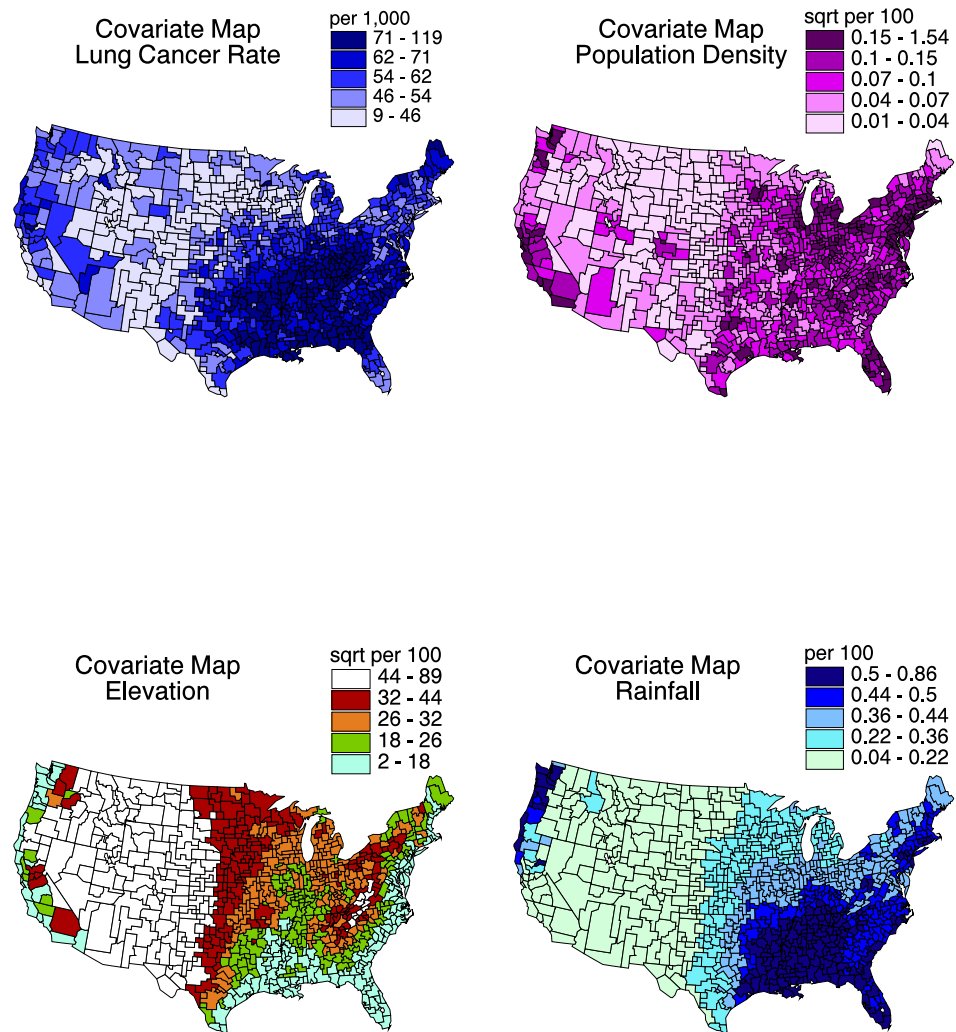 Covariate Map
Lung Cancer Rate
per 1,000
71 - 119
62 - 71
54 - 62
46 - 54
9 - 46
Covariate Map
Population Density
sqrt per 100
0.15 - 1.54
0.1 - 0.15
0.07 - 0.1
0.04 - 0.07
0.01 - 0.04
Covariate Map
Elevation
sqrt per 100
44 - 89
32 - 44
26 - 32
18 - 26
2 - 18
Covariate Map
Rainfall
per 100
0.5 - 0.86
0.44 - 0.5
0.36 - 0.44
0.22 - 0.36
0.04 - 0.22